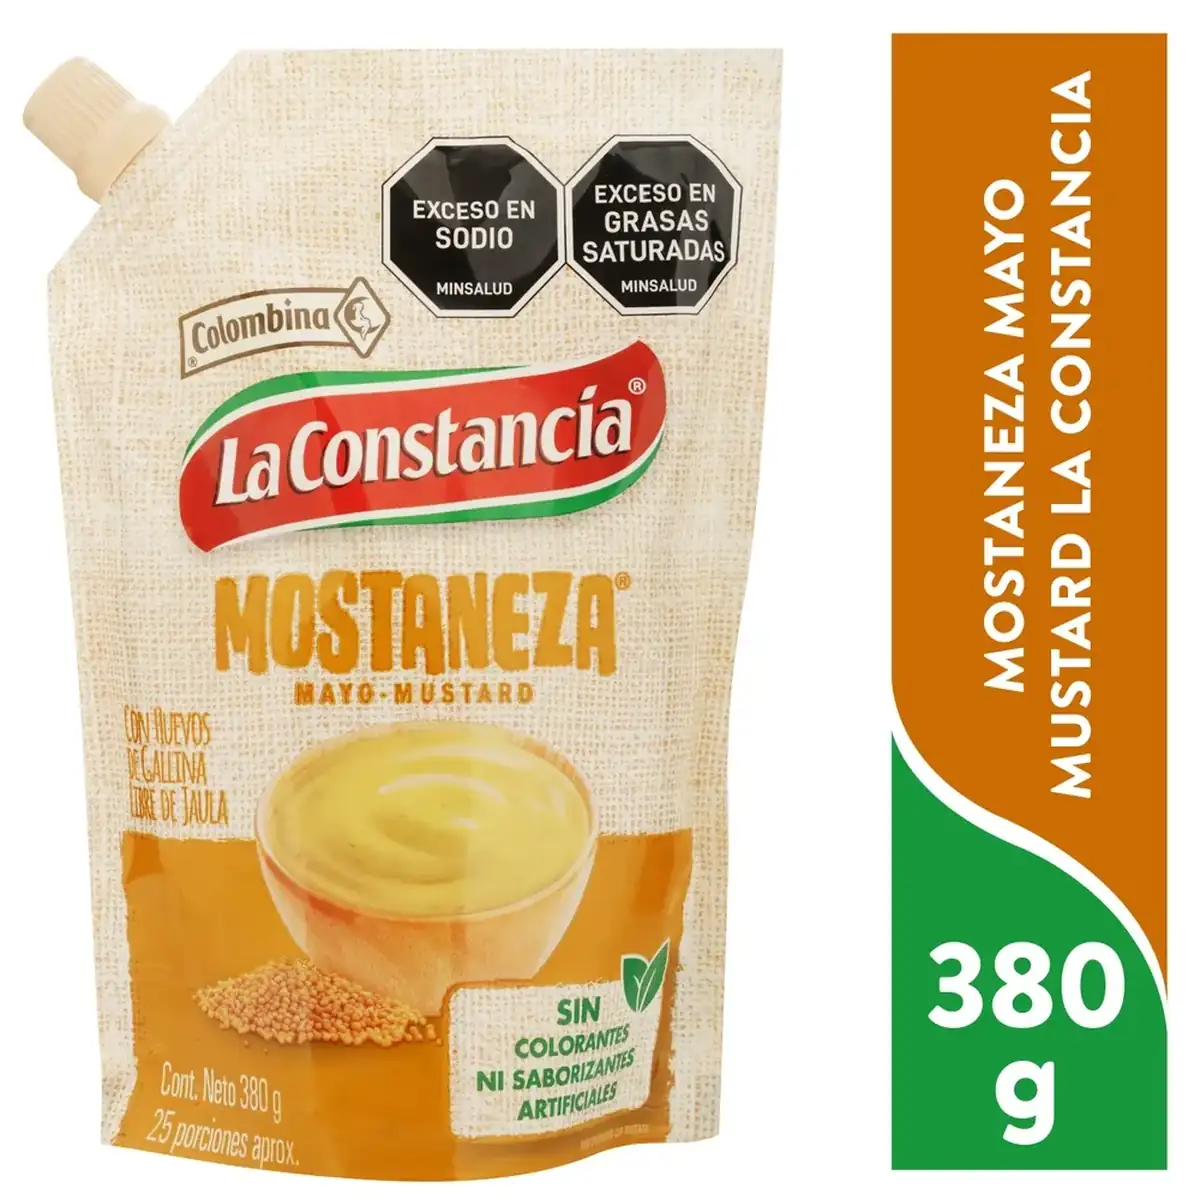 EXCESO EN
SODIO
MINSALUD
EXCESO EN
GRASAS
SATURADAS
MINSALUD
Colombina
®
La Constancia®
MOSTANEZA®
MAYO-MUSTARD
CON HUEVOS
DE GALLINA
LIBRE DE JAULA
SIN
COLORANTES
NI SABORIZANTES
ARTIFICIALES
Cont. Neto 380 g
25 porciones aprox.
MOSTANEZA MAYO
MUSTARD LA CONSTANCIA
380
g